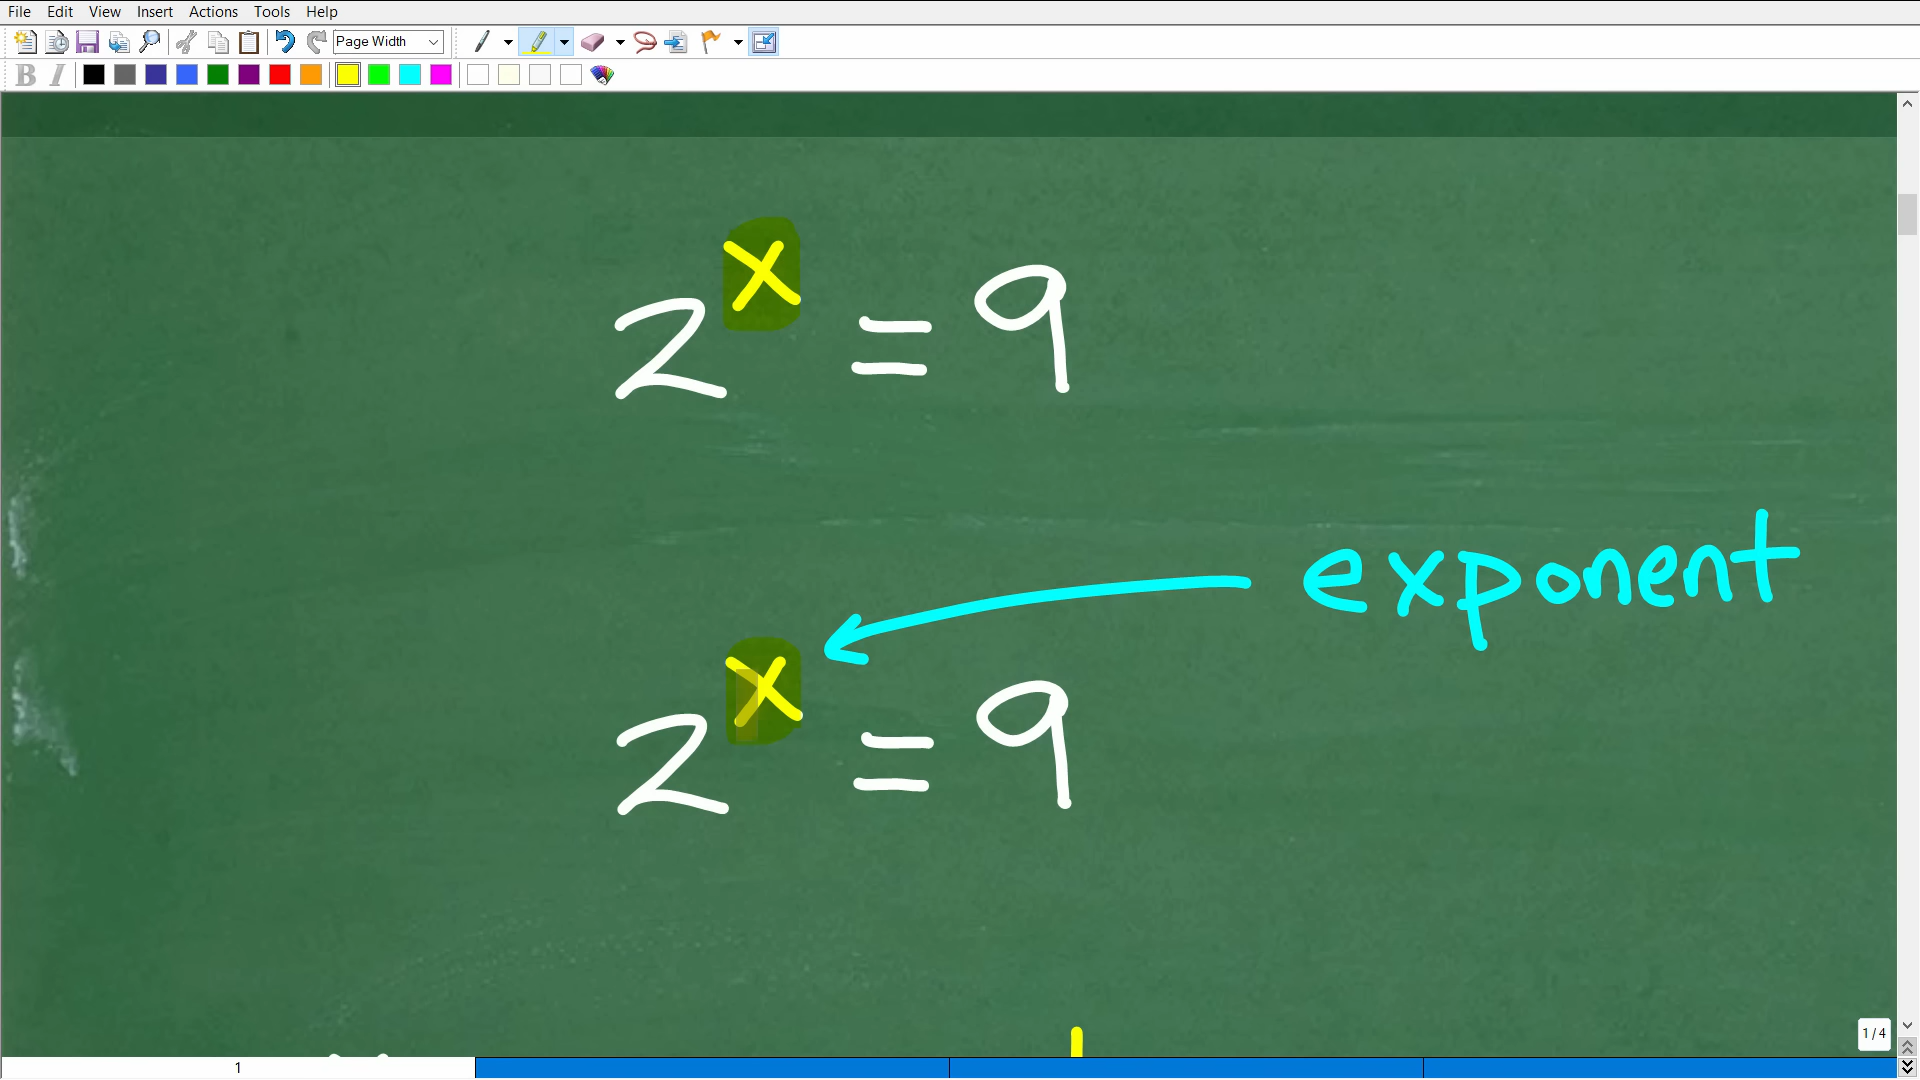 File Edit View Insert Actions Tools Help
Page Width
B I
2^x = 9
exponent
2^x = 9
1 / 4
1